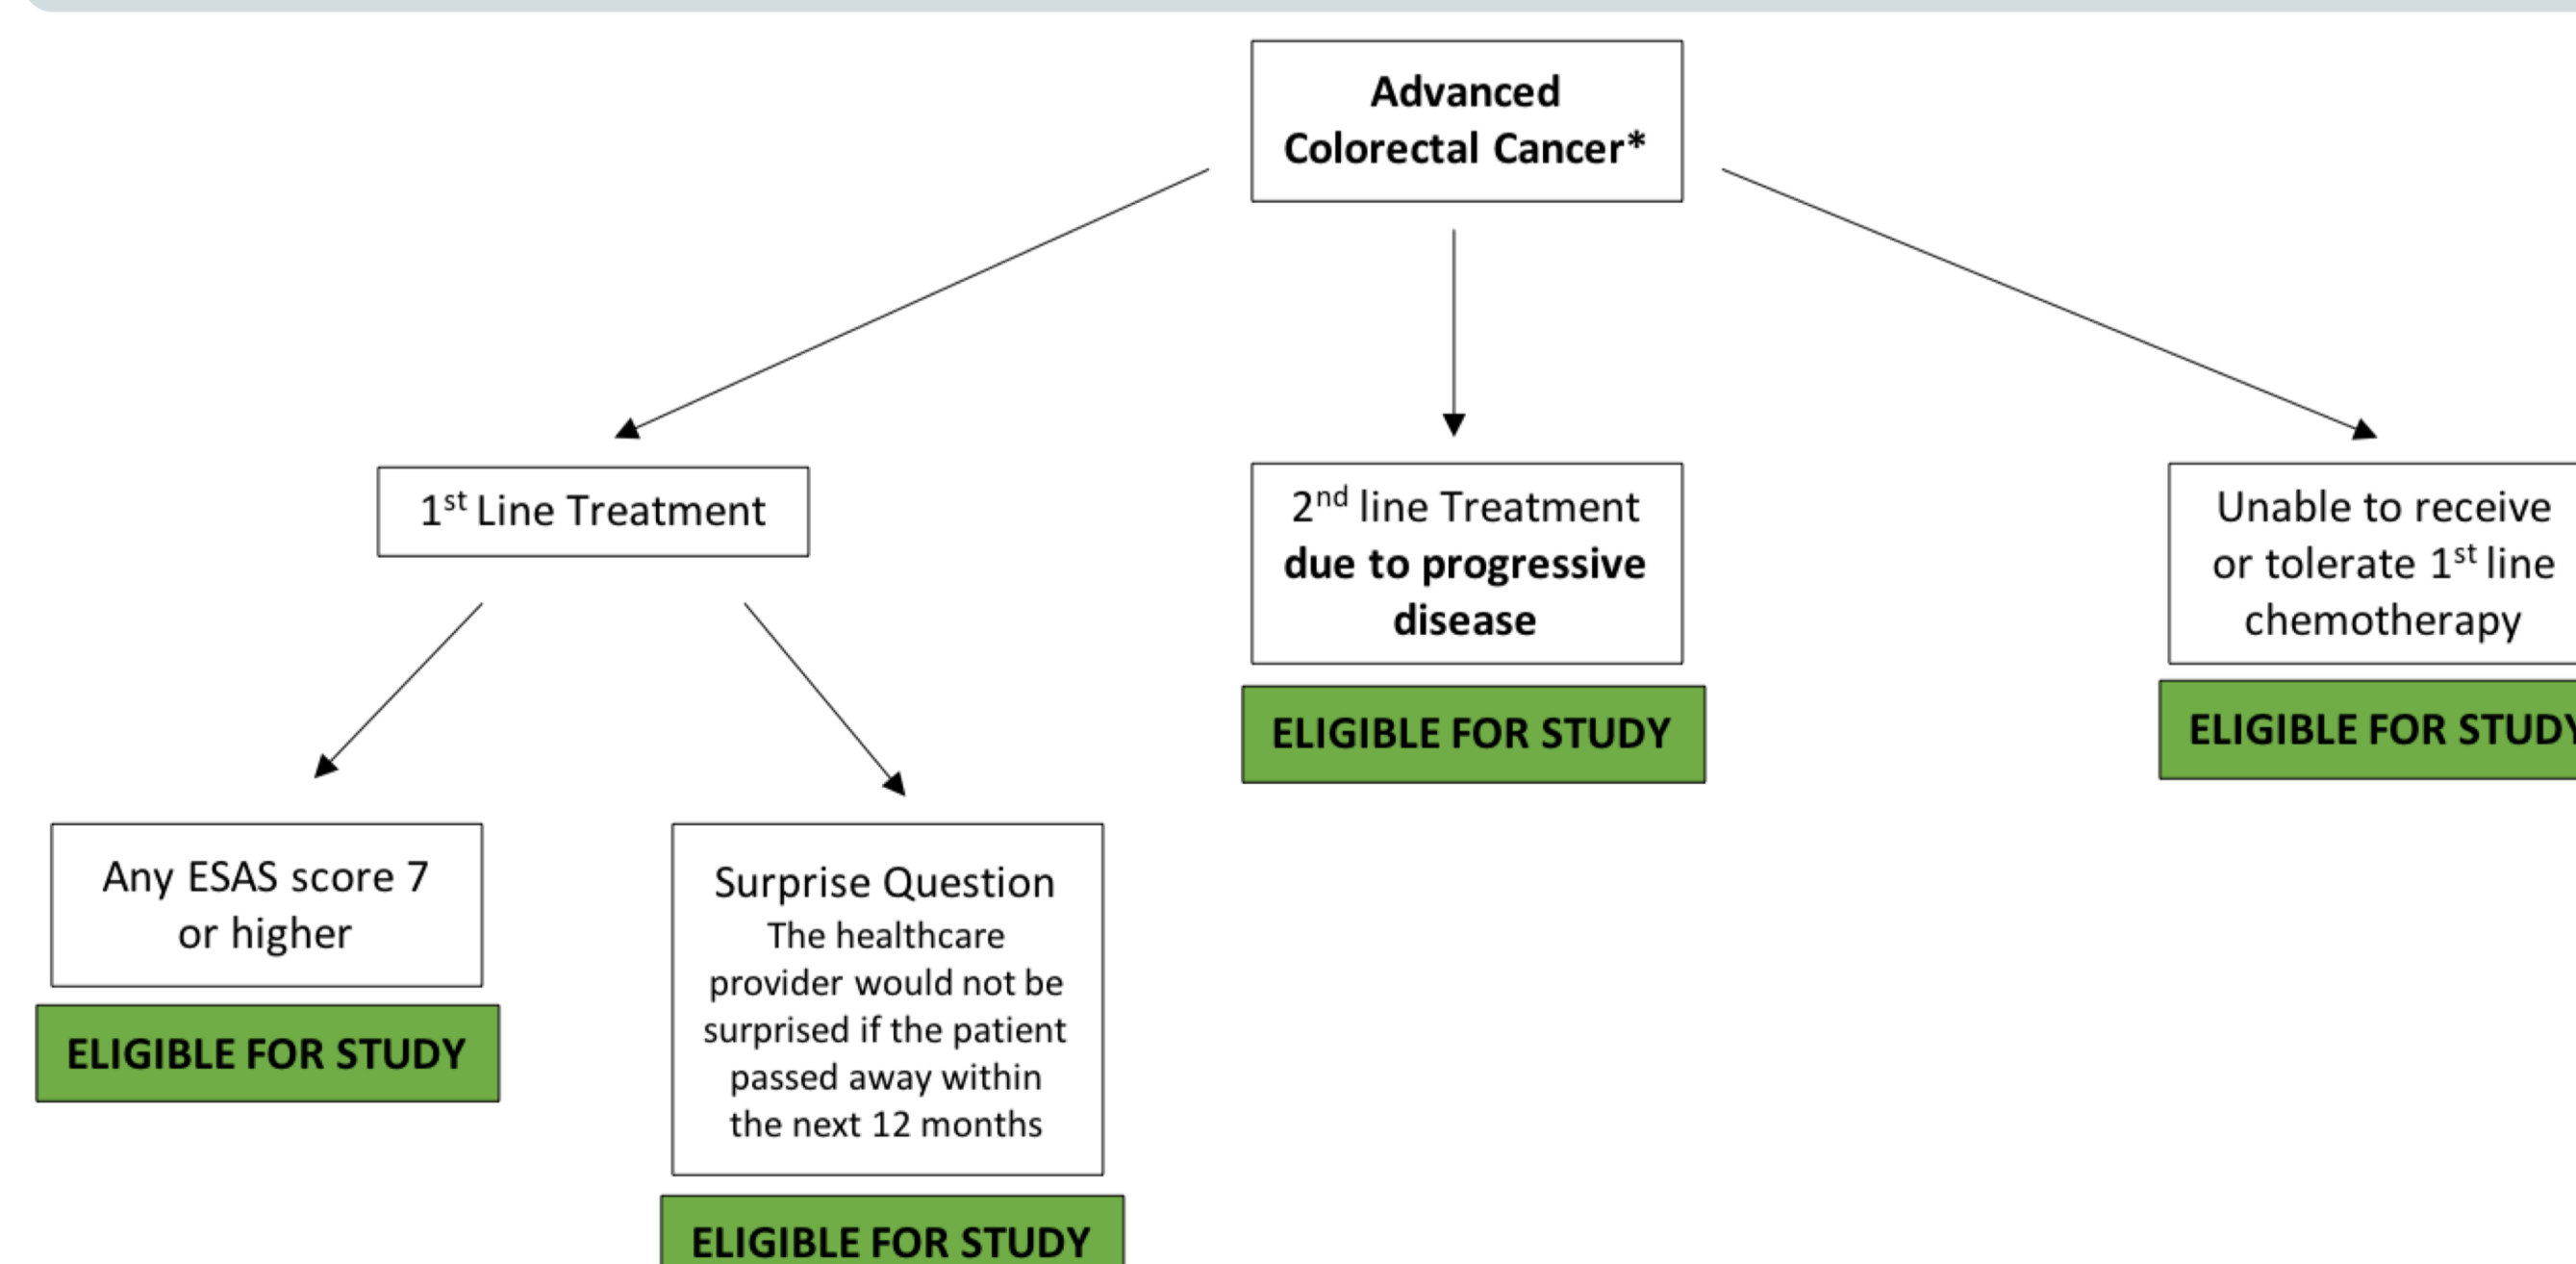 Advanced
Colorectal Cancer*
1st Line Treatment
2nd line Treatment
due to progressive
disease
Unable to receive
or tolerate 1st line
chemotherapy
ELIGIBLE FOR STUDY
ELIGIBLE FOR STUDY
Any ESAS score 7
or higher
ELIGIBLE FOR STUDY
Surprise Question
The healthcare
provider would not be
surprised if the patient
passed away within
the next 12 months
ELIGIBLE FOR STUDY